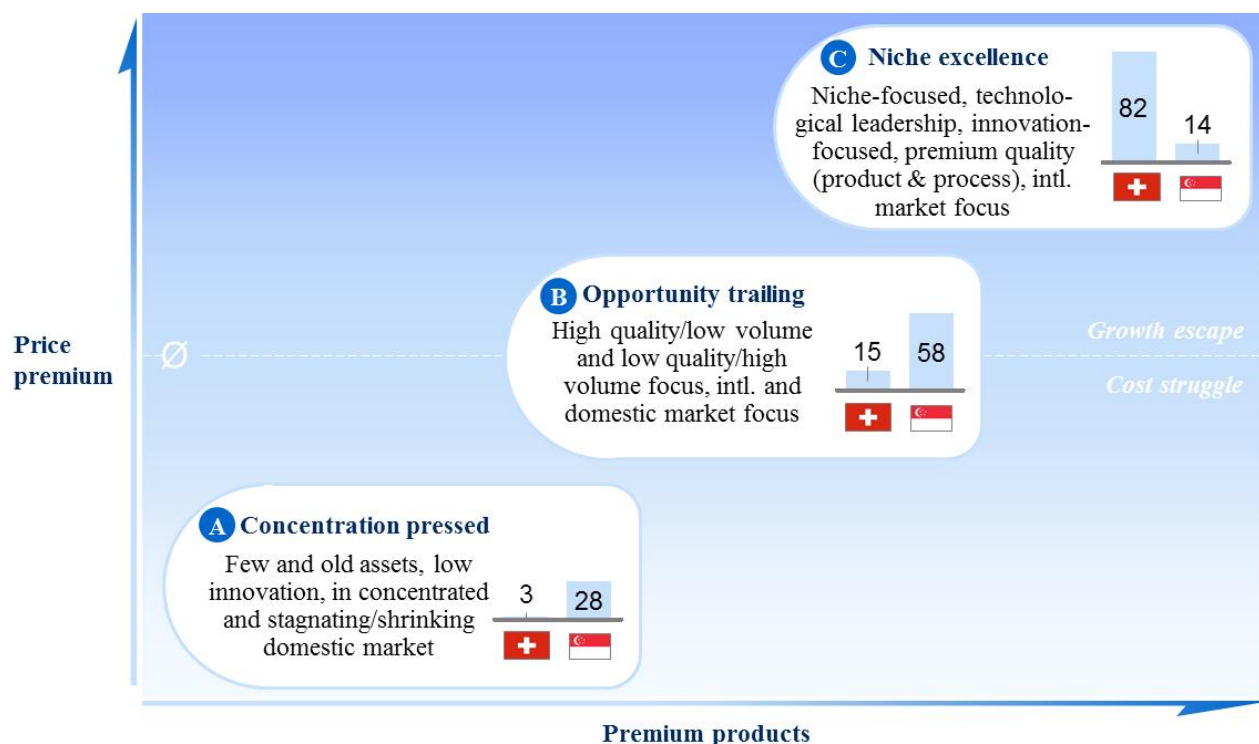 C Niche excellence
Niche-focused, techno-
logical leadership, innovation-
focused, premium quality
(product & process), intl.
market focus
82
14
B Opportunity trailing
High quality/low volume
and low quality/high
volume focus, intl. and
domestic market focus
15
58
Growth escape
Price
premium
Ø
Cost struggle
A Concentration pressed
Few and old assets, low
innovation, in concentrated
and stagnating/shrinking
domestic market
3
28
Premium products